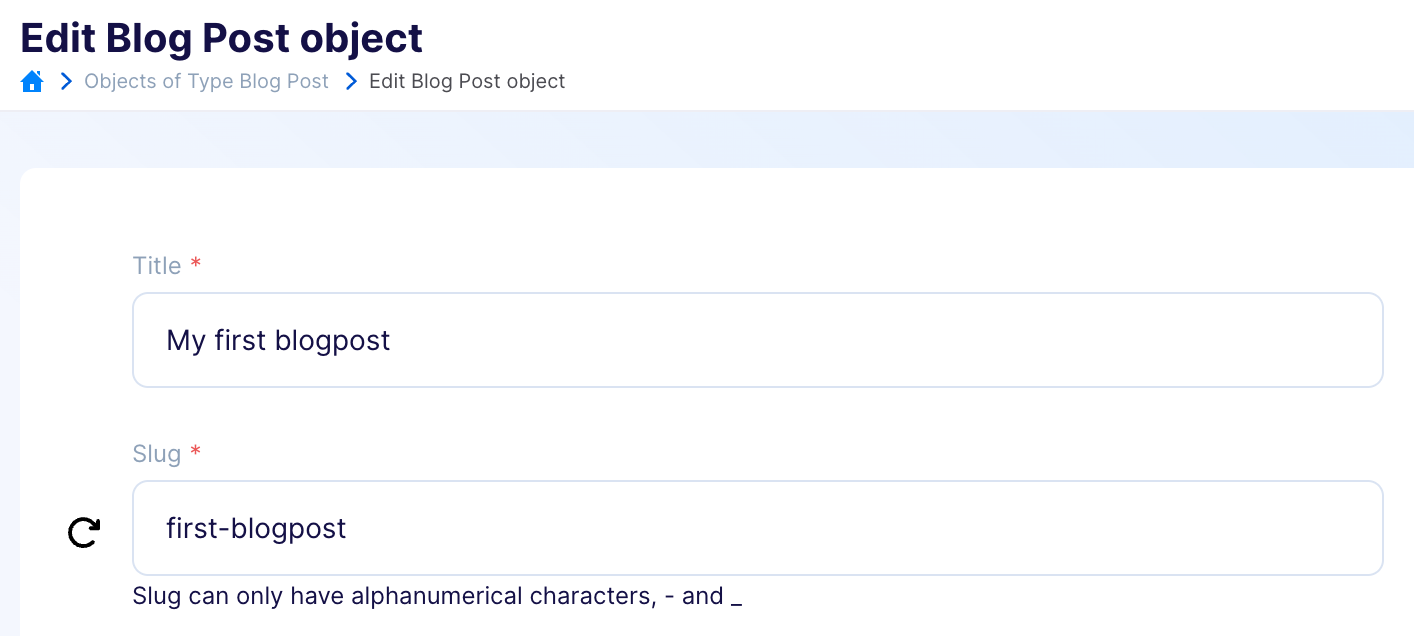 Edit Blog Post object
Objects of Type Blog Post Edit Blog Post object
Title *
My first blogpost
Slug *
first-blogpost
Slug can only have alphanumerical characters, - and _